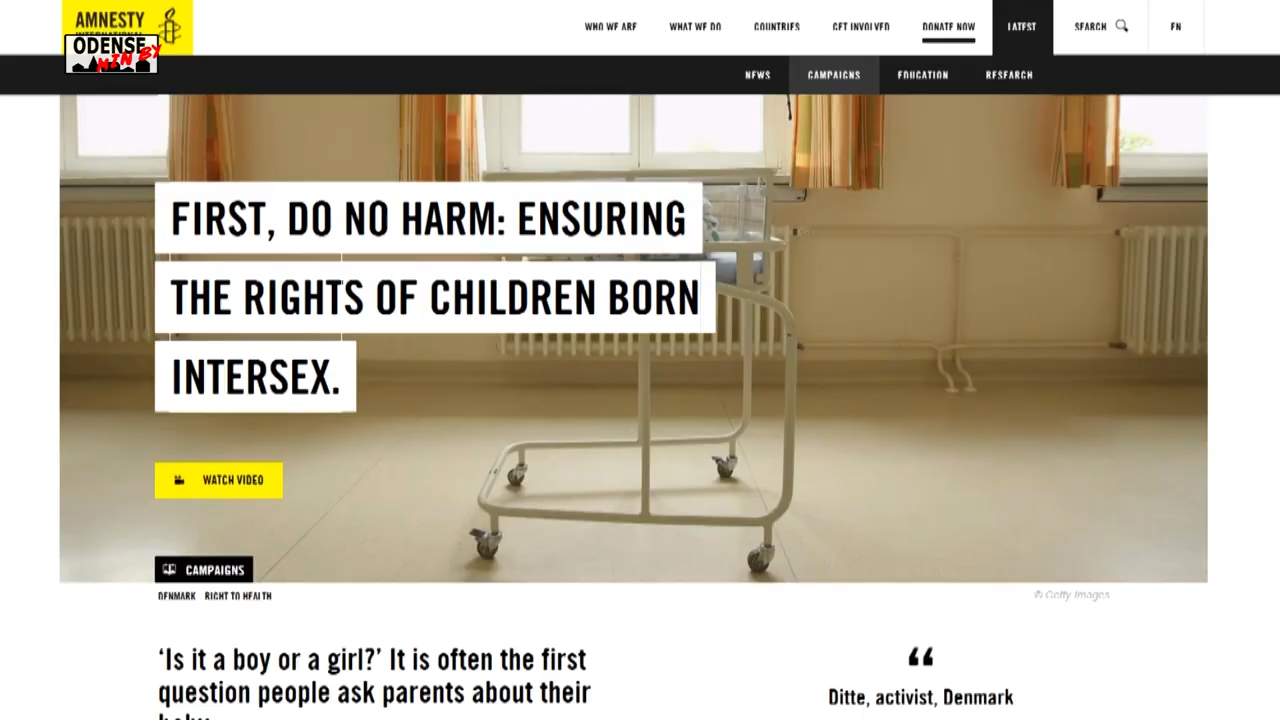 AMNESTY
ODENSE
MIN BY
WHO WE ARE WHAT WE DO COUNTRIES GET INVOLVED DONATE NOW LATEST SEARCH EN
NEWS CAMPAIGNS EDUCATION RESEARCH
FIRST, DO NO HARM: ENSURING
THE RIGHTS OF CHILDREN BORN
INTERSEX.
WATCH VIDEO
CAMPAIGNS
DENMARK RIGHT TO HEALTH
© Getty Images
‘Is it a boy or a girl?’ It is often the first
question people ask parents about their
“
Ditte, activist, Denmark